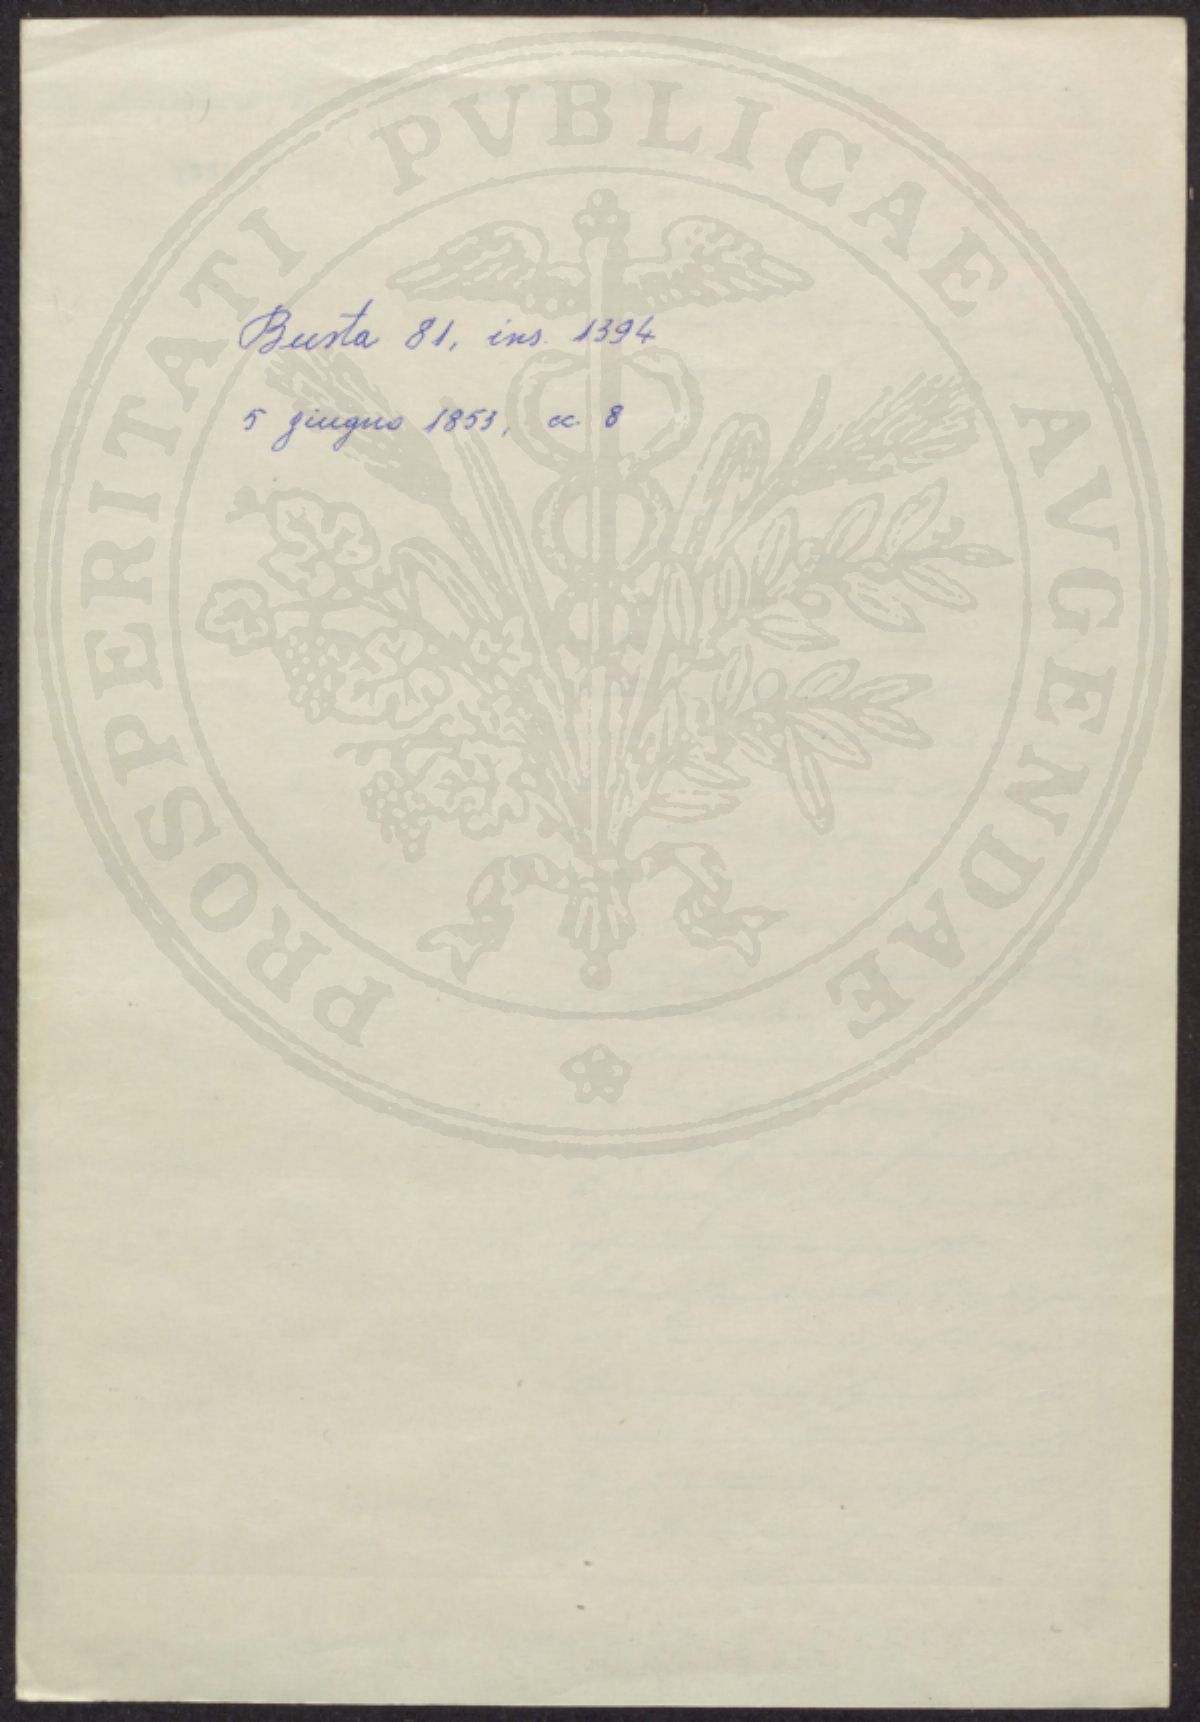 Busta 81, ins. 1394
5 giugno 1853, cc. 8
PROSPERITATI PVBLICAE AVGENDAE